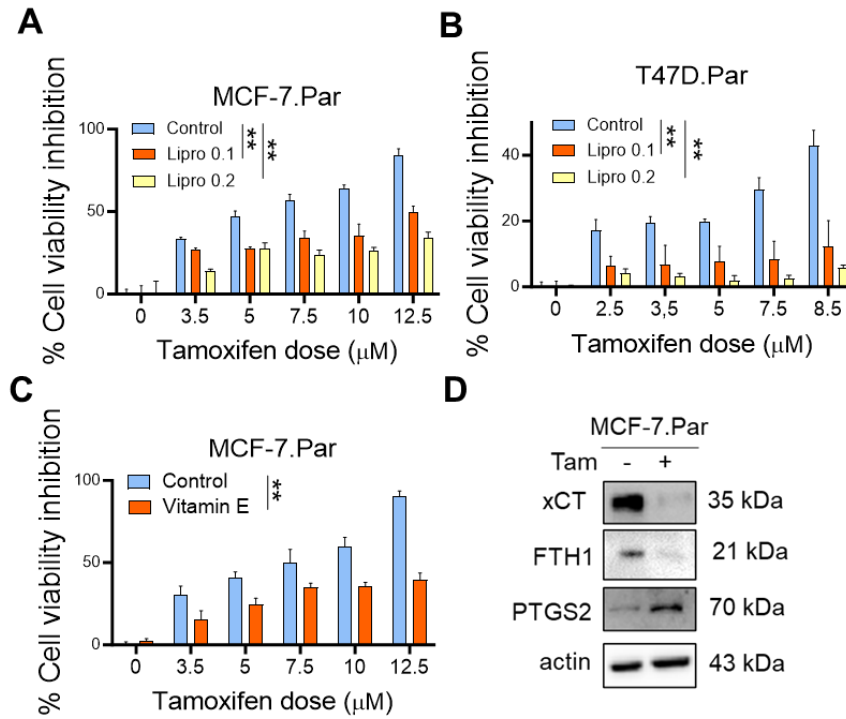 A
MCF-7.Par
Control
Lipro 0.1
Lipro 0.2
**
**
% Cell viability inhibition
100
50
0
0 3.5 5 7.5 10 12.5
Tamoxifen dose (μM)
B
T47D.Par
Control
Lipro 0.1
Lipro 0.2
**
**
% Cell viability inhibition
40
20
0
0 2.5 3.5 5 7.5 8.5
Tamoxifen dose (μM)
C
MCF-7.Par
Control
Vitamin E
**
% Cell viability inhibition
100
50
0
0 3.5 5 7.5 10 12.5
Tamoxifen dose (μM)
D
MCF-7.Par
Tam - +
xCT 35 kDa
FTH1 21 kDa
PTGS2 70 kDa
actin 43 kDa